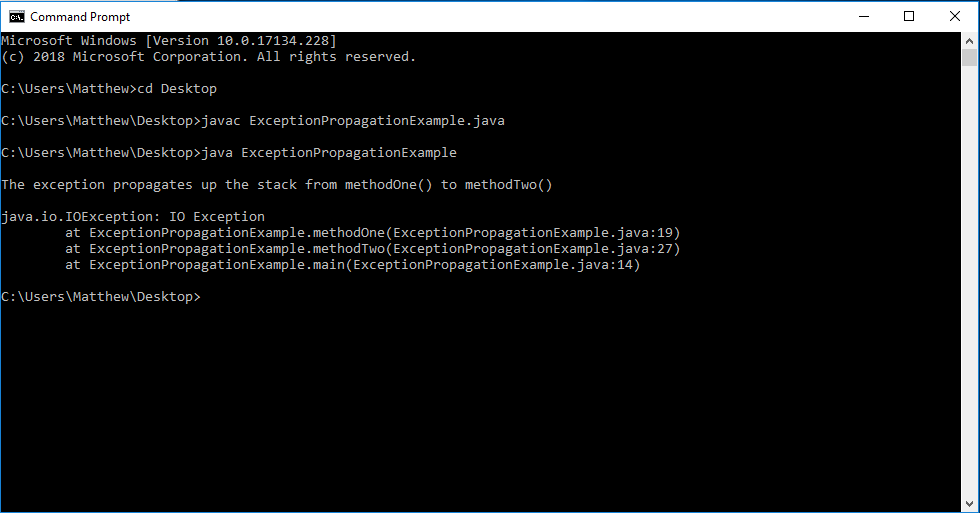 Command Prompt
Microsoft Windows [Version 10.0.17134.228]
(c) 2018 Microsoft Corporation. All rights reserved.
C:\Users\Matthew>cd Desktop
C:\Users\Matthew\Desktop>javac ExceptionPropagationExample.java
C:\Users\Matthew\Desktop>java ExceptionPropagationExample
The exception propagates up the stack from methodOne() to methodTwo()
java.io.IOException: IO Exception
at ExceptionPropagationExample.methodOne(ExceptionPropagationExample.java:19)
at ExceptionPropagationExample.methodTwo(ExceptionPropagationExample.java:27)
at ExceptionPropagationExample.main(ExceptionPropagationExample.java:14)
C:\Users\Matthew\Desktop>